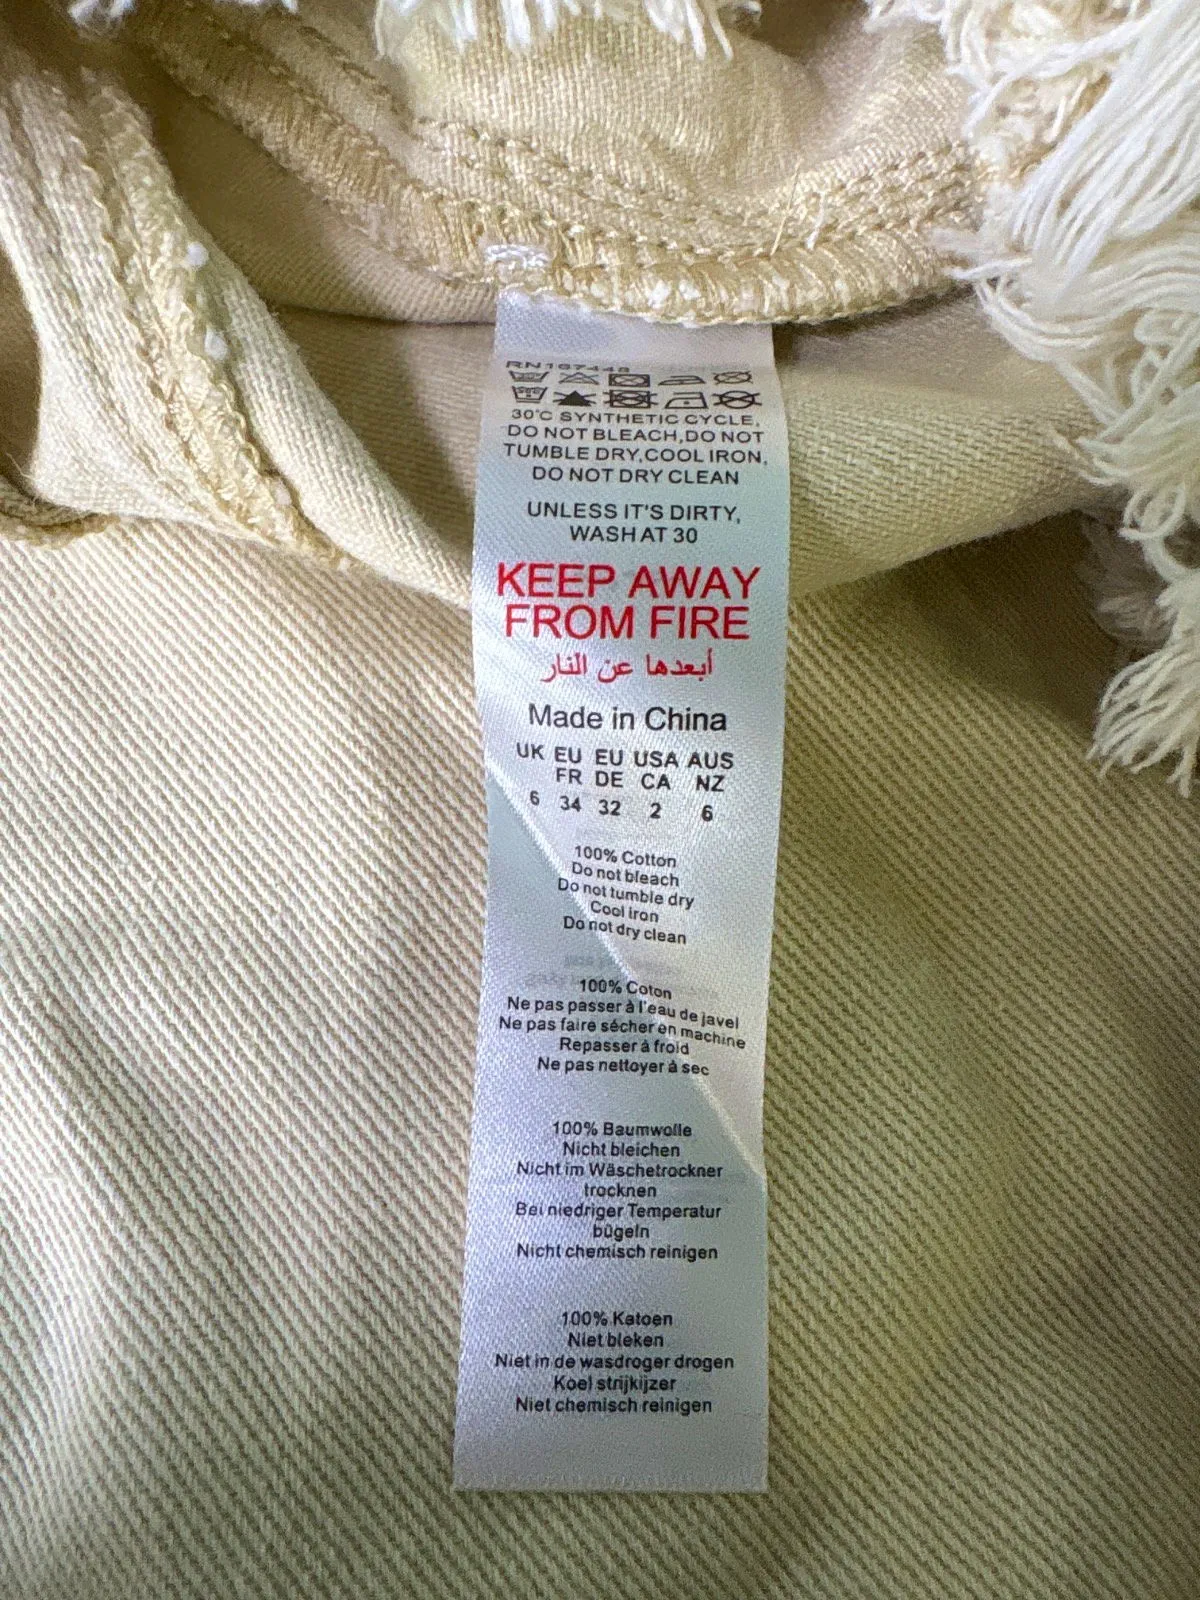 RN167448
30°C SYNTHETIC CYCLE,
DO NOT BLEACH,DO NOT
TUMBLE DRY,COOL IRON,
DO NOT DRY CLEAN
UNLESS IT'S DIRTY,
WASH AT 30
KEEP AWAY
FROM FIRE
أبعدها عن النار
Made in China
UK EU EU USA AUS
FR DE CA NZ
6 34 32 2 6
100% Cotton
Do not bleach
Do not tumble dry
Cool iron
Do not dry clean
100% Coton
Ne pas passer à l'eau de javel
Ne pas faire sécher en machine
Repasser à froid
Ne pas nettoyer à sec
100% Baumwolle
Nicht bleichen
Nicht im Wäschetrockner
trocknen
Bei niedriger Temperatur
bügeln
Nicht chemisch reinigen
100% Katoen
Niet bleken
Niet in de wasdroger drogen
Koel strijkijzer
Niet chemisch reinigen